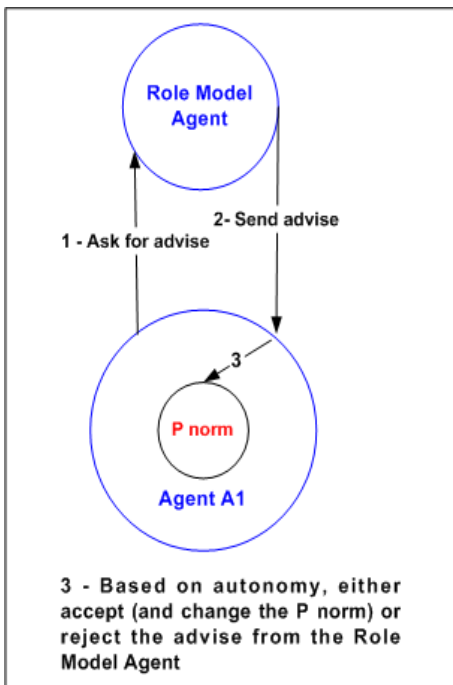 Role Model
Agent
2- Send advise
1 - Ask for advise
3
P norm
Agent A1
3 - Based on autonomy, either
accept (and change the P norm) or
reject the advise from the Role
Model Agent